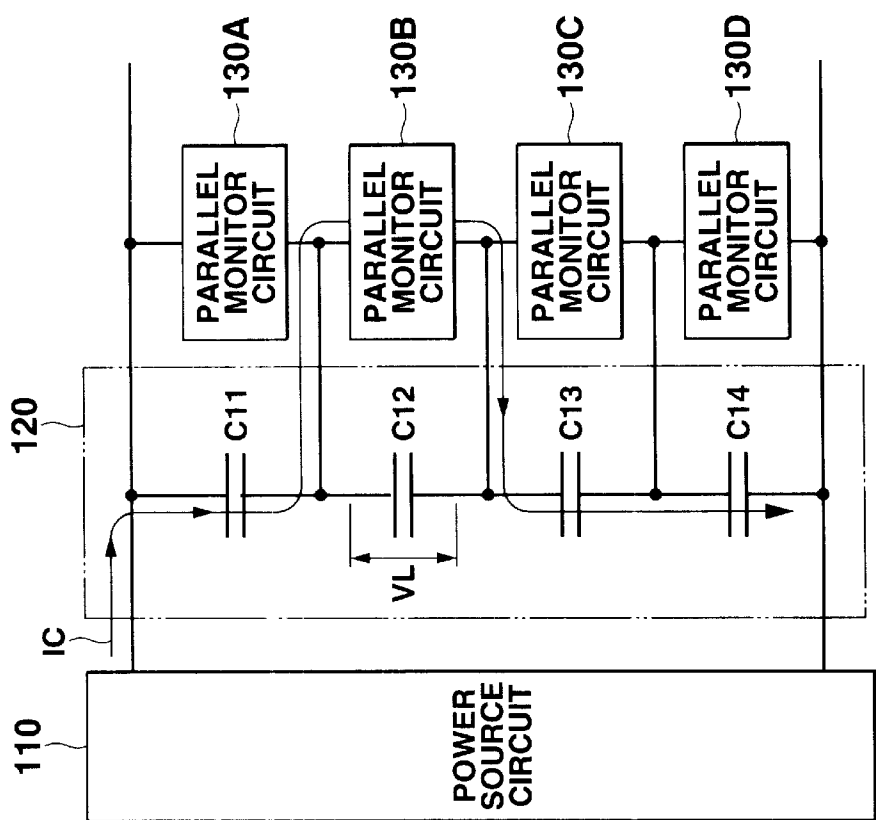 130A
130B
130C
130D
PARALLEL
MONITOR
CIRCUIT
PARALLEL
MONITOR
CIRCUIT
PARALLEL
MONITOR
CIRCUIT
PARALLEL
MONITOR
CIRCUIT
120
C11
C12
C13
C14
VL
IC
110
POWER
SOURCE
CIRCUIT